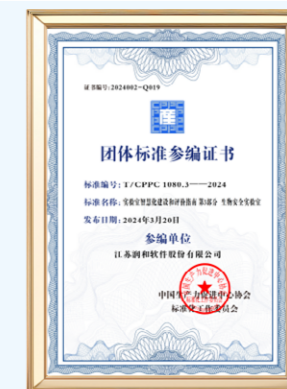 证书编号:2024002-Q019
团体标准参编证书
标准编号:T/CPPC 1080.3——2024
标准名称:实验室智慧化建设和评价指南 第3部分 生物安全实验室
发布日期:2024年3月20日
参编单位
江苏润和软件股份有限公司
中国生产力促进中心协会
标准化工作委员会